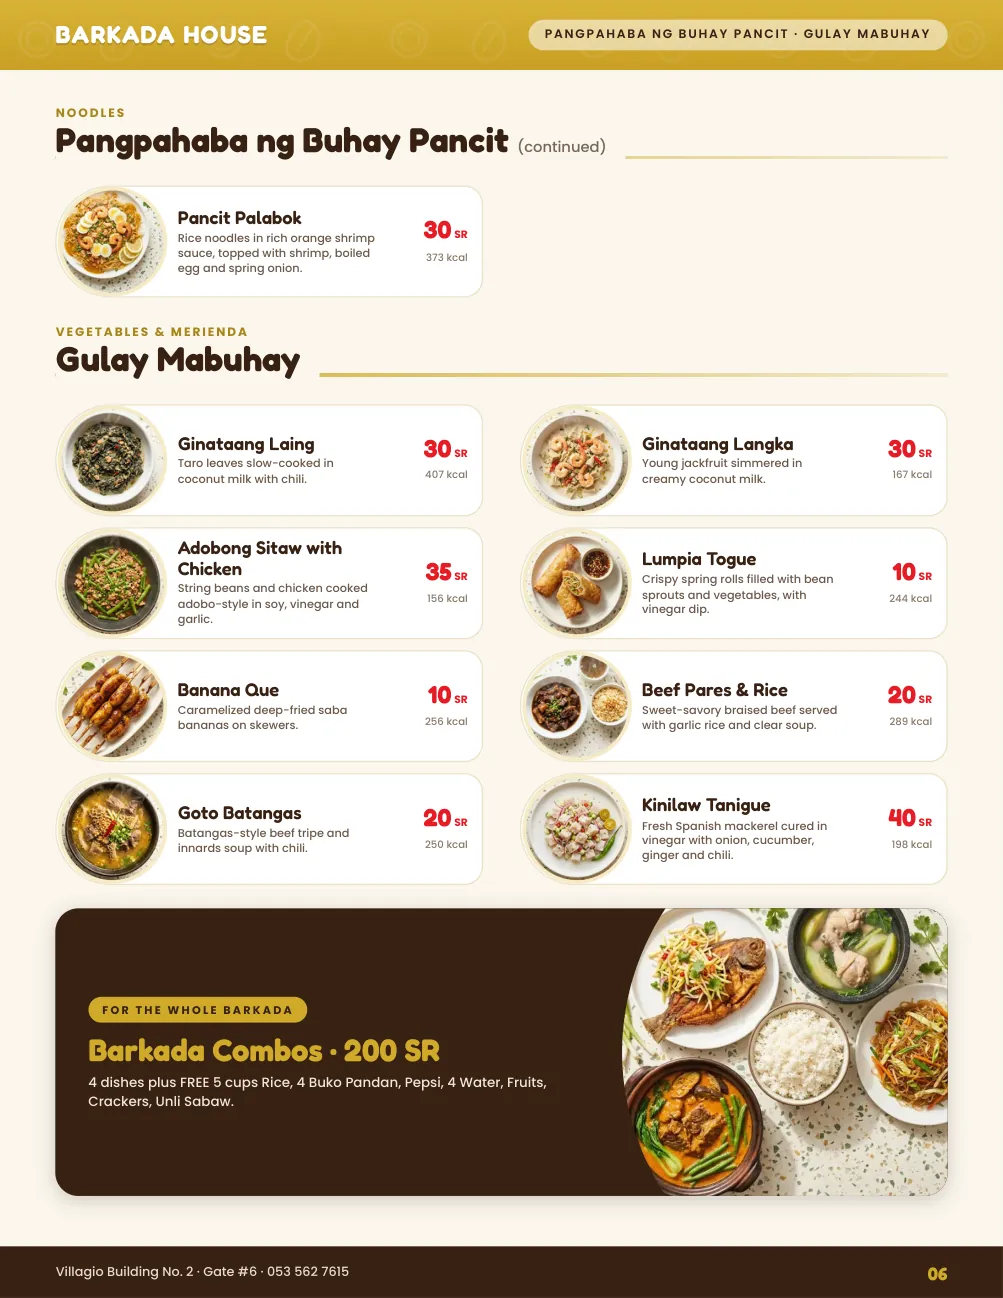 BARKADA HOUSE
PANGPAHABA NG BUHAY PANCIT · GULAY MABUHAY
NOODLES
Pangpahaba ng Buhay Pancit (continued)
Pancit Palabok
Rice noodles in rich orange shrimp
sauce, topped with shrimp, boiled
egg and spring onion.
30 SR
373 kcal
VEGETABLES & MERIENDA
Gulay Mabuhay
Ginataang Laing
Taro leaves slow-cooked in
coconut milk with chili.
30 SR
407 kcal
Ginataang Langka
Young jackfruit simmered in
creamy coconut milk.
30 SR
167 kcal
Adobong Sitaw with
Chicken
String beans and chicken cooked
adobo-style in soy, vinegar and
garlic.
35 SR
156 kcal
Lumpia Togue
Crispy spring rolls filled with bean
sprouts and vegetables, with
vinegar dip.
10 SR
244 kcal
Banana Que
Caramelized deep-fried saba
bananas on skewers.
10 SR
256 kcal
Beef Pares & Rice
Sweet-savory braised beef served
with garlic rice and clear soup.
20 SR
289 kcal
Goto Batangas
Batangas-style beef tripe and
innards soup with chili.
20 SR
250 kcal
Kinilaw Tanigue
Fresh Spanish mackerel cured in
vinegar with onion, cucumber,
ginger and chili.
40 SR
198 kcal
FOR THE WHOLE BARKADA
Barkada Combos · 200 SR
4 dishes plus FREE 5 cups Rice, 4 Buko Pandan, Pepsi, 4 Water, Fruits,
Crackers, Unli Sabaw.
Villagio Building No. 2 · Gate #6 · 053 562 7615
06